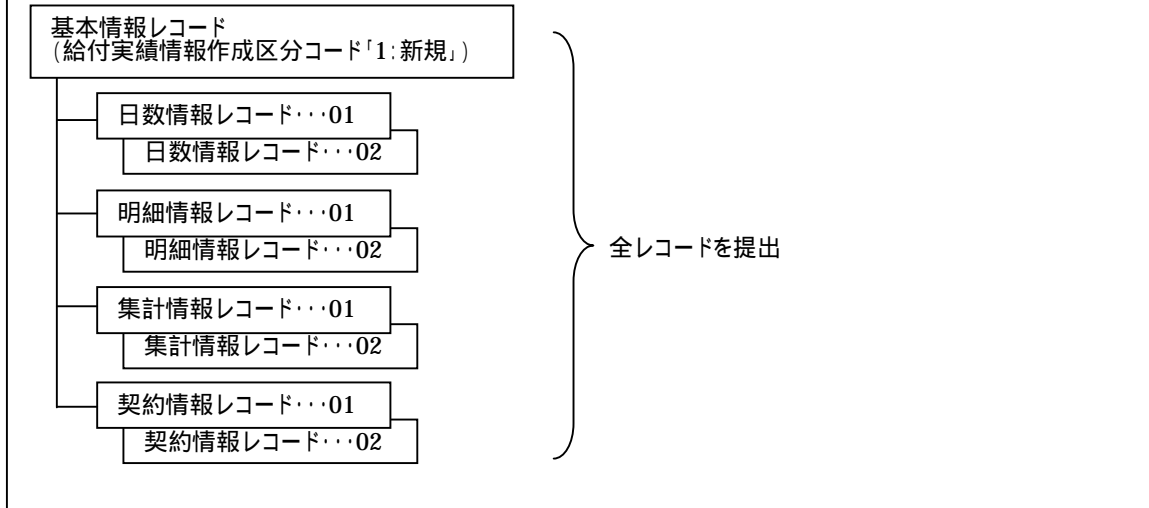 基本情報レコード
(給付実績情報作成区分コード「1:新規」)
日数情報レコード･･･01
日数情報レコード･･･02
明細情報レコード･･･01
明細情報レコード･･･02
全レコードを提出
集計情報レコード･･･01
集計情報レコード･･･02
契約情報レコード･･･01
契約情報レコード･･･02